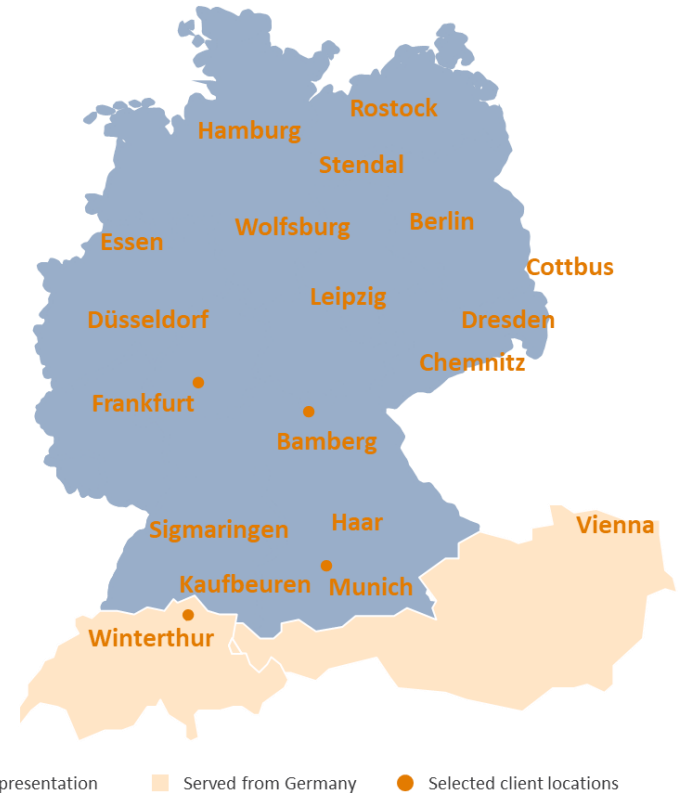 Rostock
Hamburg
Stendal
Berlin
Wolfsburg
Essen
Cottbus
Leipzig
Düsseldorf
Dresden
Chemnitz
Frankfurt
Bamberg
Haar
Vienna
Sigmaringen
Kaufbeuren
Munich
Winterthur
presentation
Served from Germany
Selected client locations